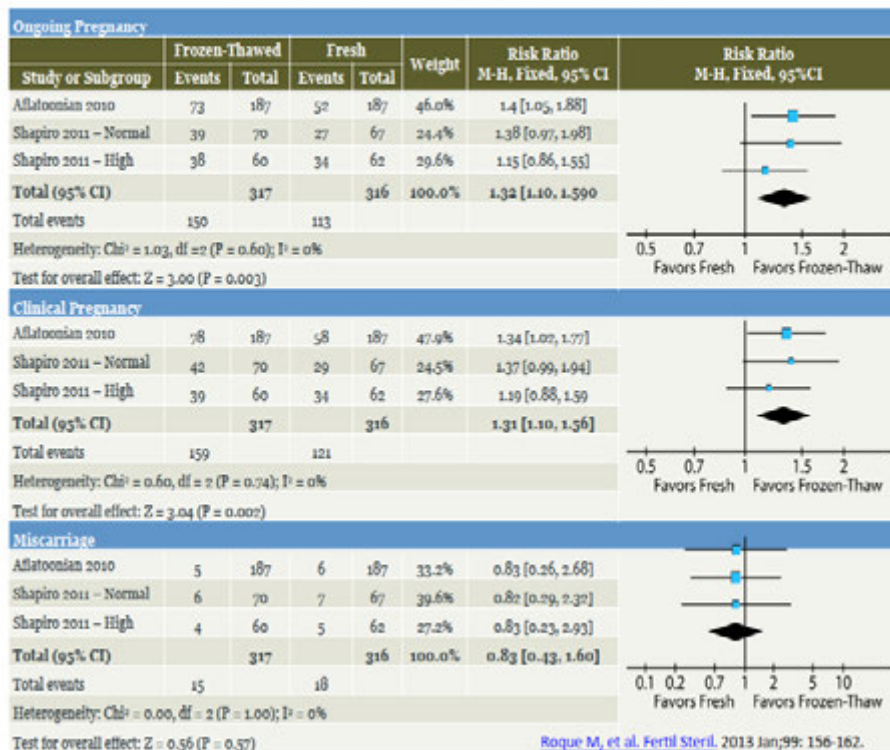 Ongoing Pregnancy
Frozen-Thawed Fresh Weight Risk Ratio M-H, Fixed, 95% CI Risk Ratio M-H, Fixed, 95%CI
Study or Subgroup Events Total Events Total
Aflatoonian 2010 73 187 52 187 46.0% 1.4 [1.05, 1.88]
Shapiro 2011 – Normal 39 70 27 67 24.4% 1.38 [0.97, 1.98]
Shapiro 2011 – High 38 60 34 62 29.6% 1.15 [0.86, 1.55]
Total (95% CI) 317 316 100.0% 1.32 [1.10, 1.590
Total events 150 113
Heterogeneity: Chi² = 1.03, df =2 (P = 0.60); I² = 0%
Test for overall effect: Z = 3.00 (P = 0.003)
0.5 0.7 1 1.5 2
Favors Fresh Favors Frozen-Thaw
Clinical Pregnancy
Aflatoonian 2010 78 187 58 187 47.9% 1.34 [1.02, 1.77]
Shapiro 2011 – Normal 42 70 29 67 24.5% 1.37 [0.99, 1.94]
Shapiro 2011 – High 39 60 34 62 27.6% 1.19 [0.88, 1.59
Total (95% CI) 317 316 1.31 [1.10, 1.56]
Total events 159 121
Heterogeneity: Chi² = 0.60, df = 2 (P = 0.74); I² = 0%
Test for overall effect: Z = 3.04 (P = 0.002)
0.5 0.7 1 1.5 2
Favors Fresh Favors Frozen-Thaw
Miscarriage
Aflatoonian 2010 5 187 6 187 33.2% 0.83 [0.26, 2.68]
Shapiro 2011 – Normal 6 70 7 67 39.6% 0.82 [0.29, 2.32]
Shapiro 2011 – High 4 60 5 62 27.2% 0.83 [0.23, 2.93]
Total (95% CI) 317 316 100.0% 0.83 [0.43, 1.60]
Total events 15 18
Heterogeneity: Chi² = 0.00, df = 2 (P = 1.00); I² = 0%
Test for overall effect: Z = 0.56 (P = 0.57)
0.1 0.2 0.7 1 2 5 10
Favors Fresh Favors Frozen-Thaw
Roque M, et al. Fertil Steril. 2013 Jan;99: 156-162.